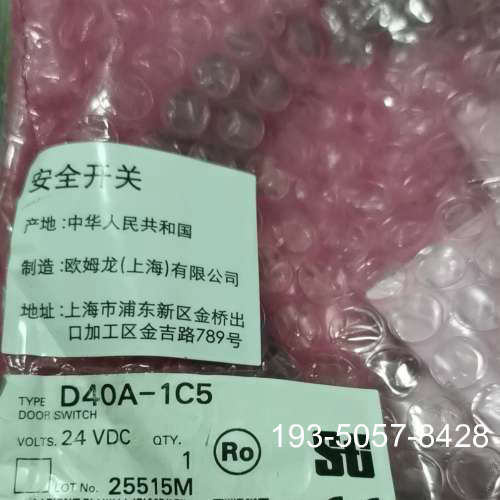 安全开关
产地:中华人民共和国
制造:欧姆龙(上海)有限公司
地址:上海市浦东新区金桥出
口加工区金吉路789号
TYPE D40A-1C5
DOOR SWITCH
VOLTS. 24 VDC QTY.
1
Ro
Sti
193-5057-8428
LOT No. 25515M